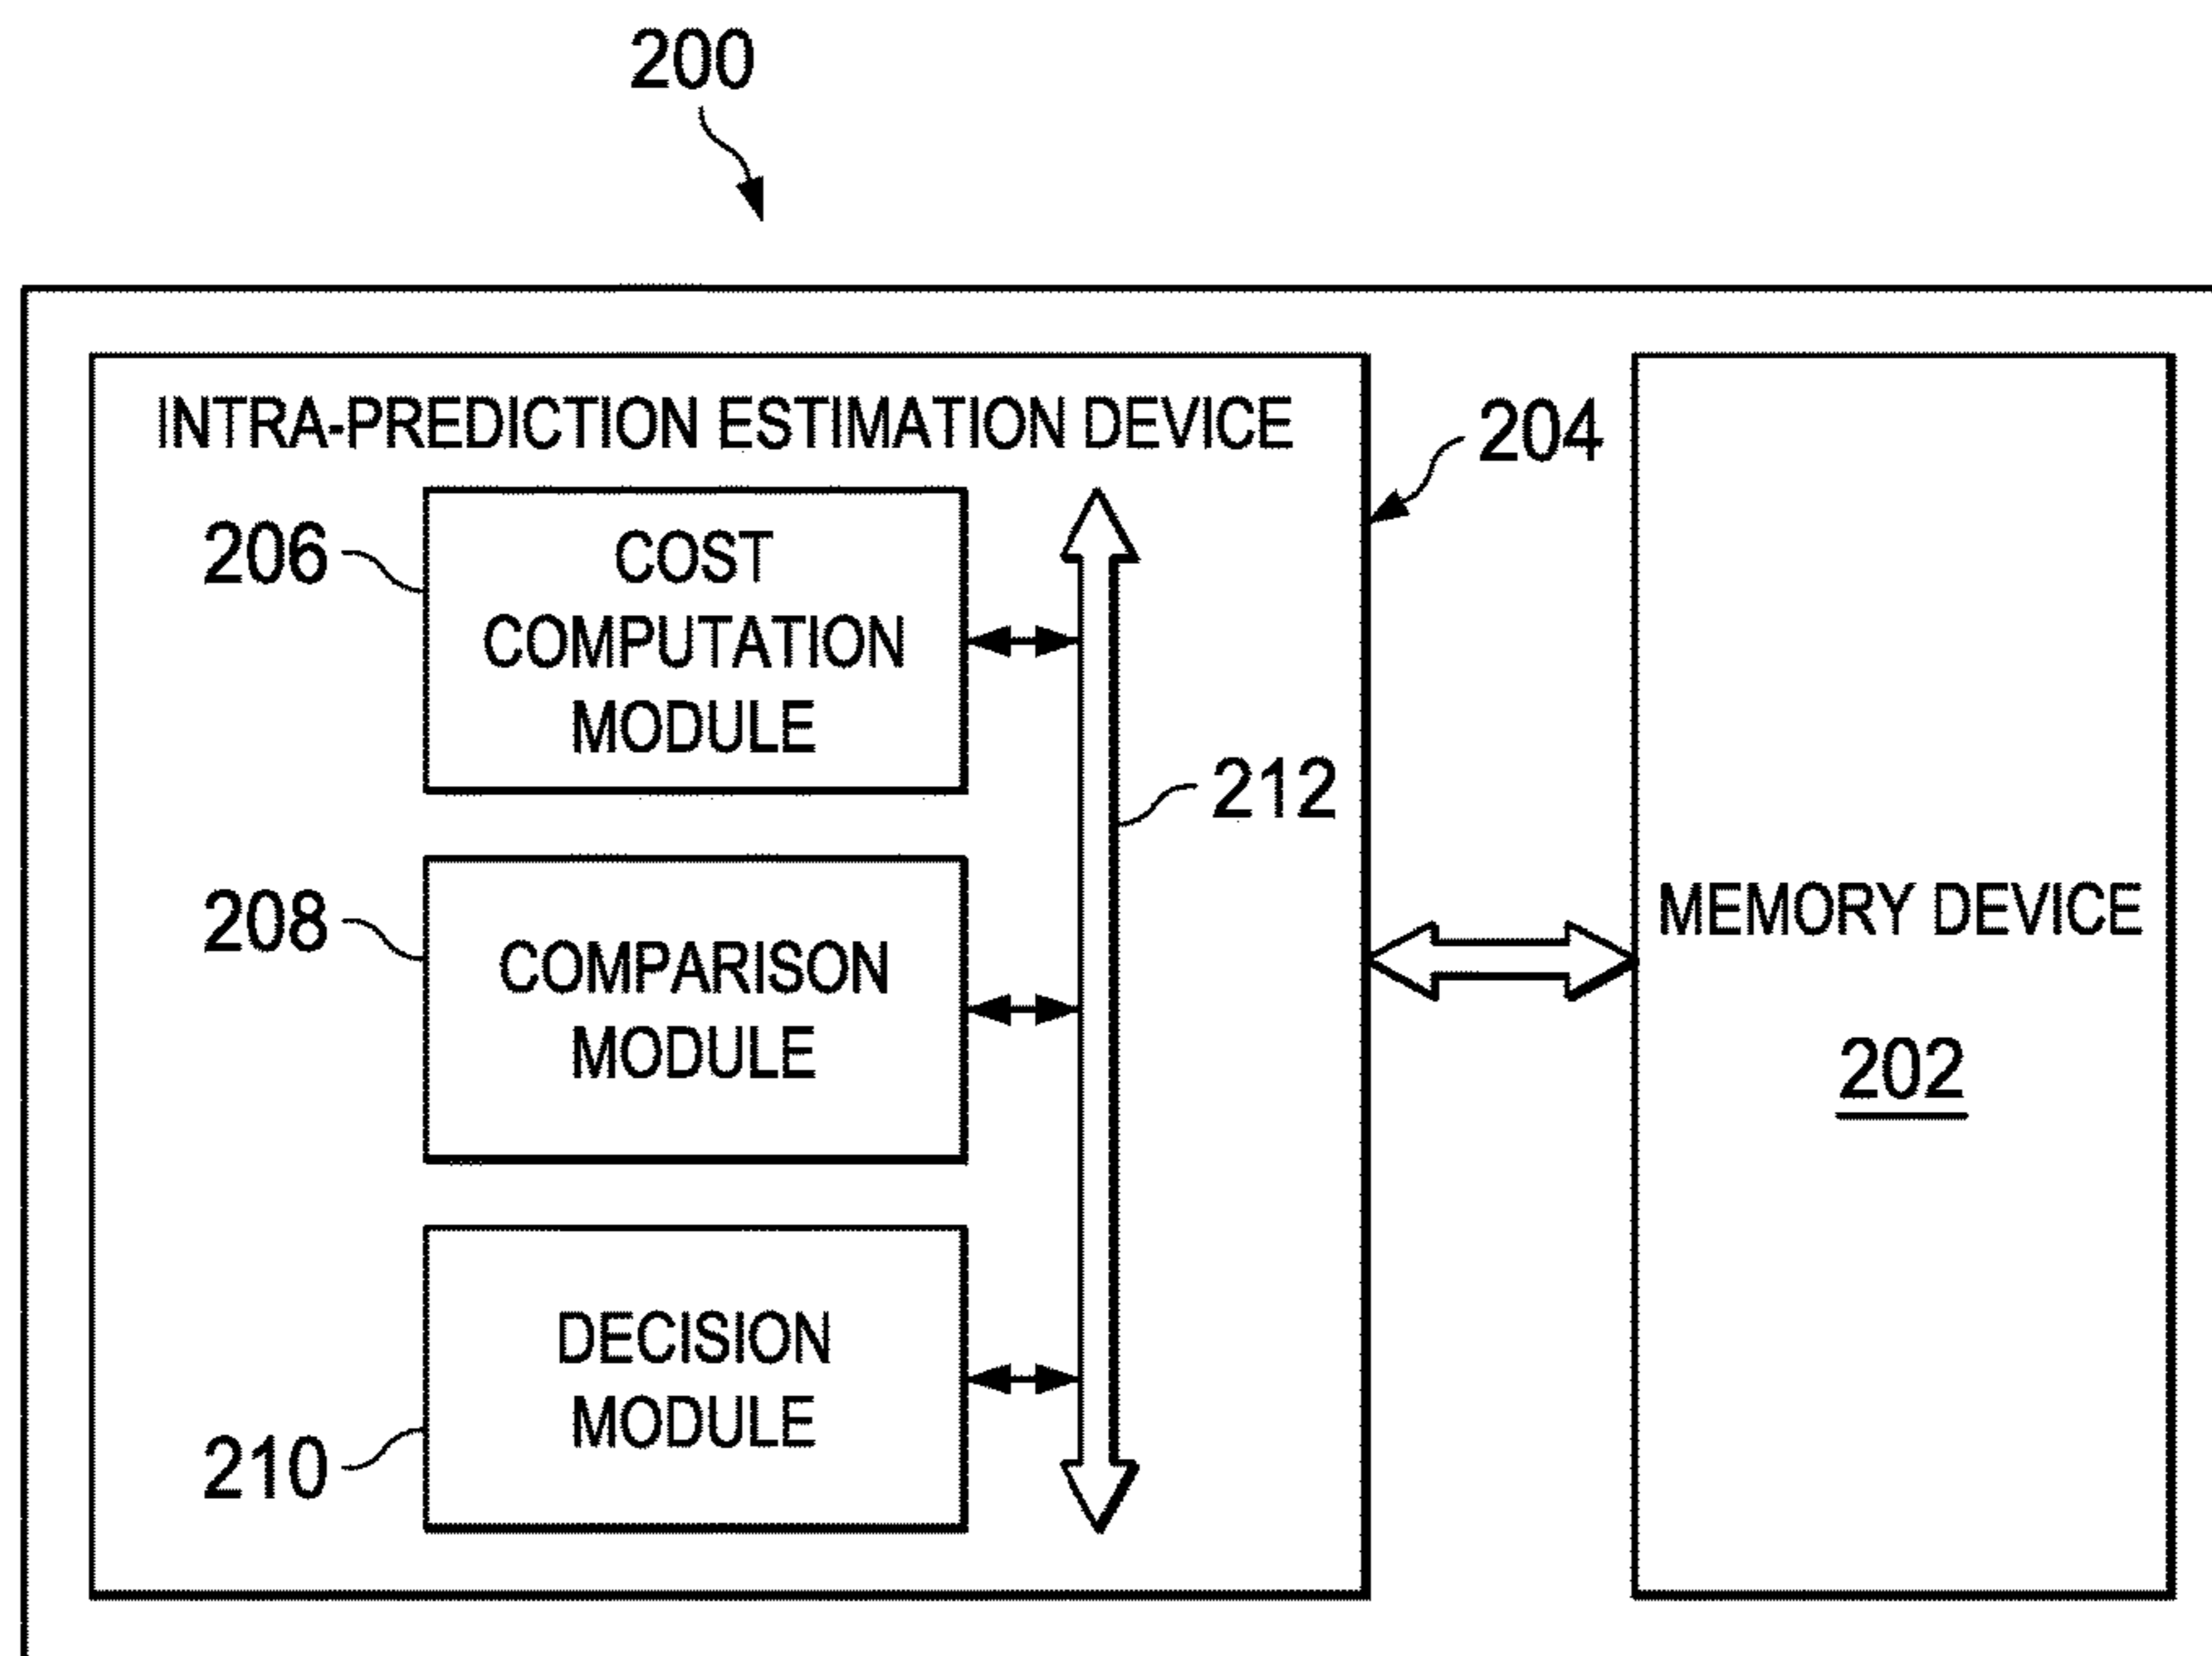 200
INTRA-PREDICTION ESTIMATION DEVICE
204
206
COST
COMPUTATION
MODULE
212
208
COMPARISON
MODULE
MEMORY DEVICE
202
210
DECISION
MODULE